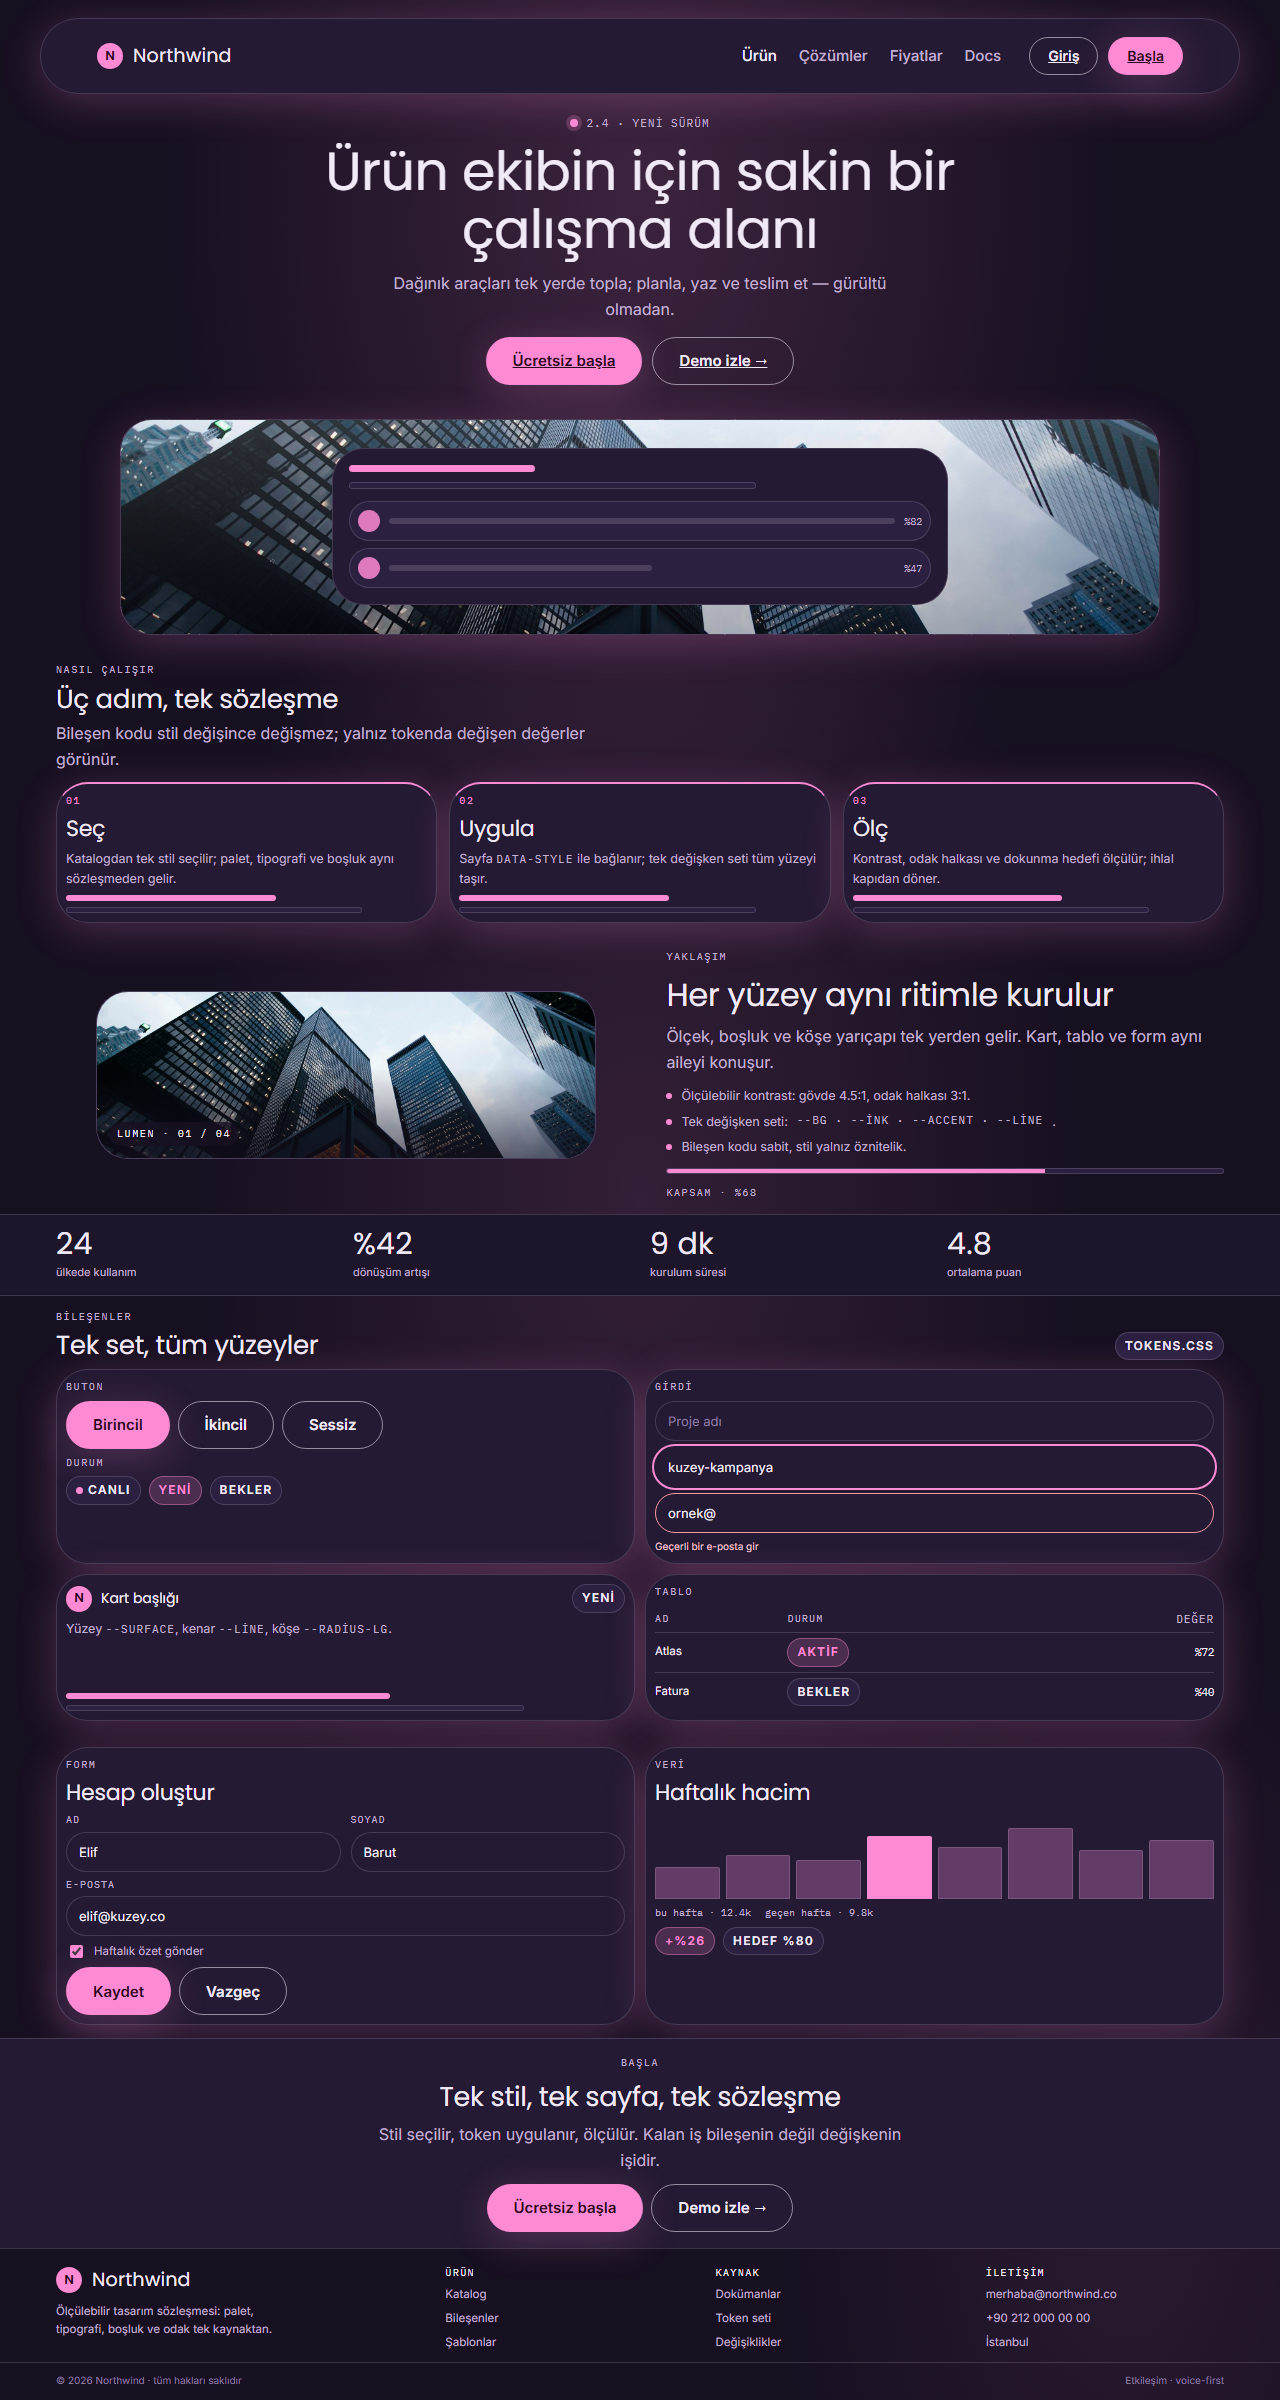 N Northwind
Ürün Çözümler Fiyatlar Docs Giriş Başla
2.4 · YENİ SÜRÜM
Ürün ekibin için sakin bir
çalışma alanı
Dağınık araçları tek yerde topla; planla, yaz ve teslim et — gürültü
olmadan.
Ücretsiz başla Demo izle →
%82
%47
NASIL ÇALIŞIR
Üç adım, tek sözleşme
Bileşen kodu stil değişince değişmez; yalnız tokenda değişen değerler
görünür.
01
Seç
Katalogdan tek stil seçilir; palet, tipografi ve boşluk aynı
sözleşmeden gelir.
02
Uygula
Sayfa DATA-STYLE ile bağlanır; tek değişken seti tüm yüzeyi
taşır.
03
Ölç
Kontrast, odak halkası ve dokunma hedefi ölçülür; ihlal
kapıdan döner.
LUMEN · 01 / 04
YAKLAŞIM
Her yüzey aynı ritimle kurulur
Ölçek, boşluk ve köşe yarıçapı tek yerden gelir. Kart, tablo ve form aynı
aileyi konuşur.
Ölçülebilir kontrast: gövde 4.5:1, odak halkası 3:1.
Tek değişken seti: --BG · --İNK · --ACCENT · --LİNE .
Bileşen kodu sabit, stil yalnız öznitelik.
KAPSAM · %68
24
ülkede kullanım
%42
dönüşüm artışı
9 dk
kurulum süresi
4.8
ortalama puan
BİLEŞENLER
Tek set, tüm yüzeyler
TOKENS.CSS
BUTON
Birincil İkincil Sessiz
DURUM
CANLI YENİ BEKLER
GİRDİ
Proje adı
kuzey-kampanya
ornek@
Geçerli bir e-posta gir
N Kart başlığı YENİ
Yüzey --SURFACE, kenar --LİNE, köşe --RADİUS-LG.
TABLO
AD DURUM DEĞER
Atlas AKTİF %72
Fatura BEKLER %40
FORM
Hesap oluştur
AD SOYAD
Elif Barut
E-POSTA
elif@kuzey.co
Haftalık özet gönder
Kaydet Vazgeç
VERİ
Haftalık hacim
bu hafta · 12.4k geçen hafta · 9.8k
+%26 HEDEF %80
BAŞLA
Tek stil, tek sayfa, tek sözleşme
Stil seçilir, token uygulanır, ölçülür. Kalan iş bileşenin değil değişkenin
işidir.
Ücretsiz başla Demo izle →
N Northwind
Ölçülebilir tasarım sözleşmesi: palet,
tipografi, boşluk ve odak tek kaynaktan.
ÜRÜN
Katalog
Bileşenler
Şablonlar
KAYNAK
Dokümanlar
Token seti
Değişiklikler
İLETİŞİM
merhaba@northwind.co
+90 212 000 00 00
İstanbul
© 2026 Northwind · tüm hakları saklıdır
Etkileşim · voice-first